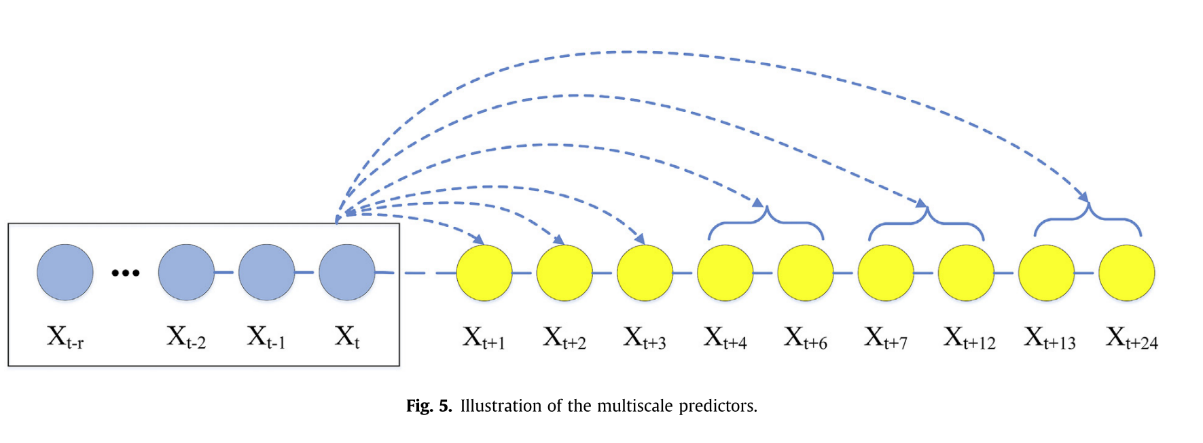 •••
X_{t-r} X_{t-2} X_{t-1} X_t X_{t+1} X_{t+2} X_{t+3} X_{t+4} X_{t+6} X_{t+7} X_{t+12} X_{t+13} X_{t+24}
Fig. 5. Illustration of the multiscale predictors.